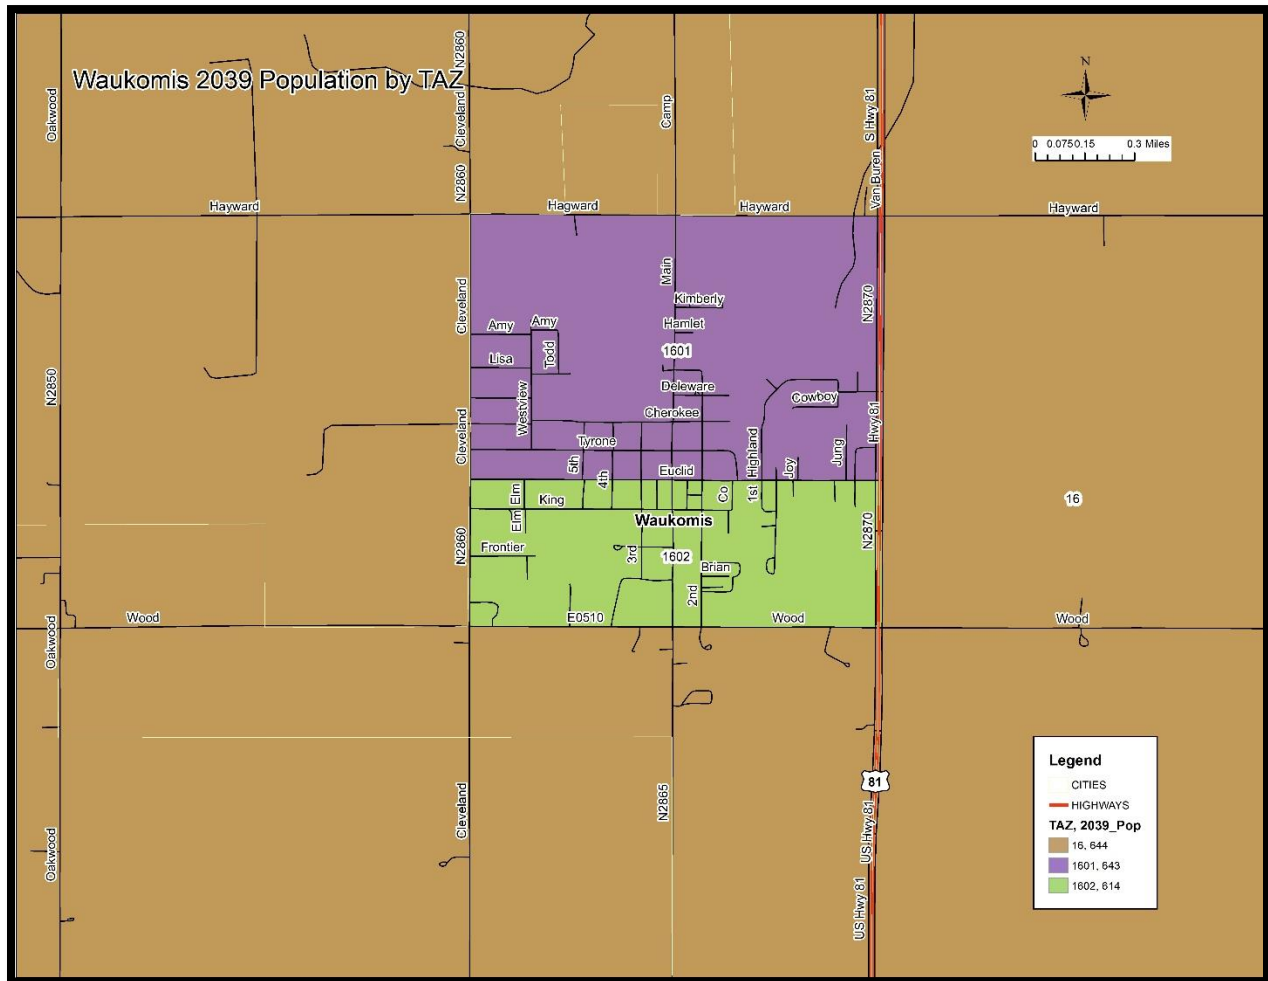 Waukomis 2039 Population by TAZ
N
0 0.075 0.15 0.3 Miles
Oakwood
N2860
Cleveland
N2860
Camp
S Hwy 81
Van Buren
Hayward
Hagward
Hayward
Hayward
Cleveland
Main
Kimberly
N2870
Amy
Amy
Hamlet
Lisa
Todd
1601
N2850
Deleware
Cowboy
Westview
Cherokee
Hwy 81
Cleveland
Tyrone
Highland
Jung
5th
Euclid
Joy
4th
1st
Elm
King
Co
16
Elm
Waukomis
N2870
N2860
Frontier
3rd
1602
Brian
2nd
Wood
E0510
Wood
Wood
Oakwood
Cleveland
N2865
81
US Hwy 81
Oakwood
US Hwy 81
Legend
CITIES
HIGHWAYS
TAZ, 2039_Pop
16, 644
1601, 643
1602, 614